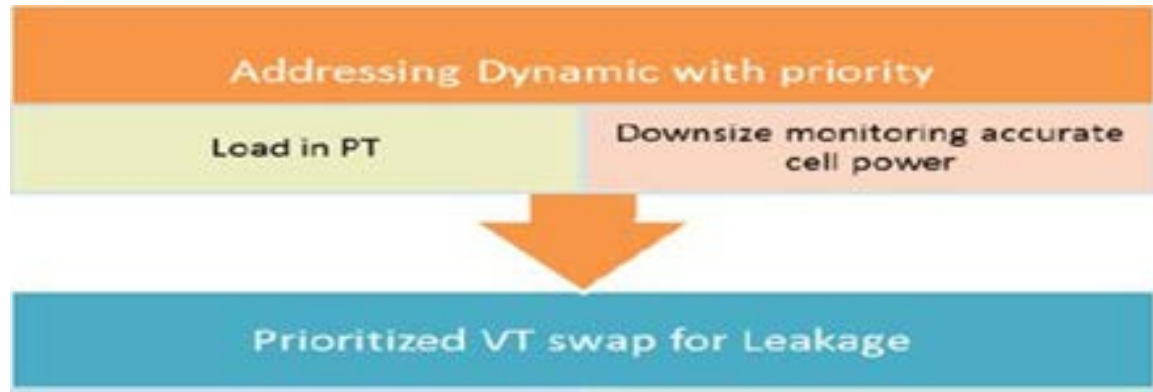 Addressing Dynamic with priority
Load in PT
Downsize monitoring accurate
cell power
Prioritized VT swap for Leakage